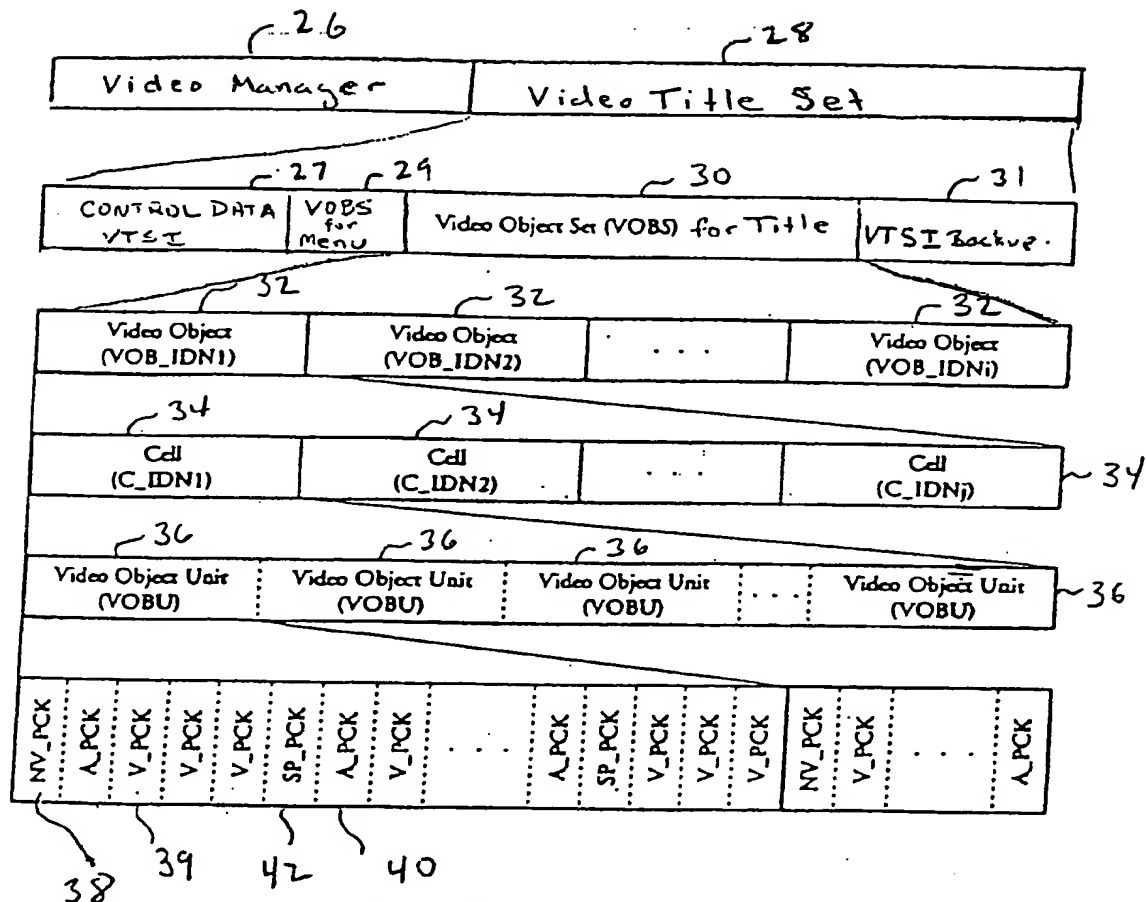 26 28
Video Manager Video Title Set
27 29 30 31
CONTROL DATA VTSI VOBS for Menu Video Object Set (VOBS) for Title VTSI Backup.
32 32 32
Video Object Video Object . . . Video Object
(VOB_IDN1) (VOB_IDN2) (VOB_IDNi)
34 34
Cell Cell . . . Cell
(C_IDN1) (C_IDN2) (C_IDNj) 34
36 36 36
Video Object Unit Video Object Unit Video Object Unit . . . Video Object Unit
(VOBU) (VOBU) (VOBU) (VOBU) 36
NV_PCK A_PCK V_PCK V_PCK V_PCK SP_PCK A_PCK V_PCK . . . . A_PCK SP_PCK V_PCK V_PCK V_PCK NV_PCK V_PCK . . . . A_PCK
38 39 42 40